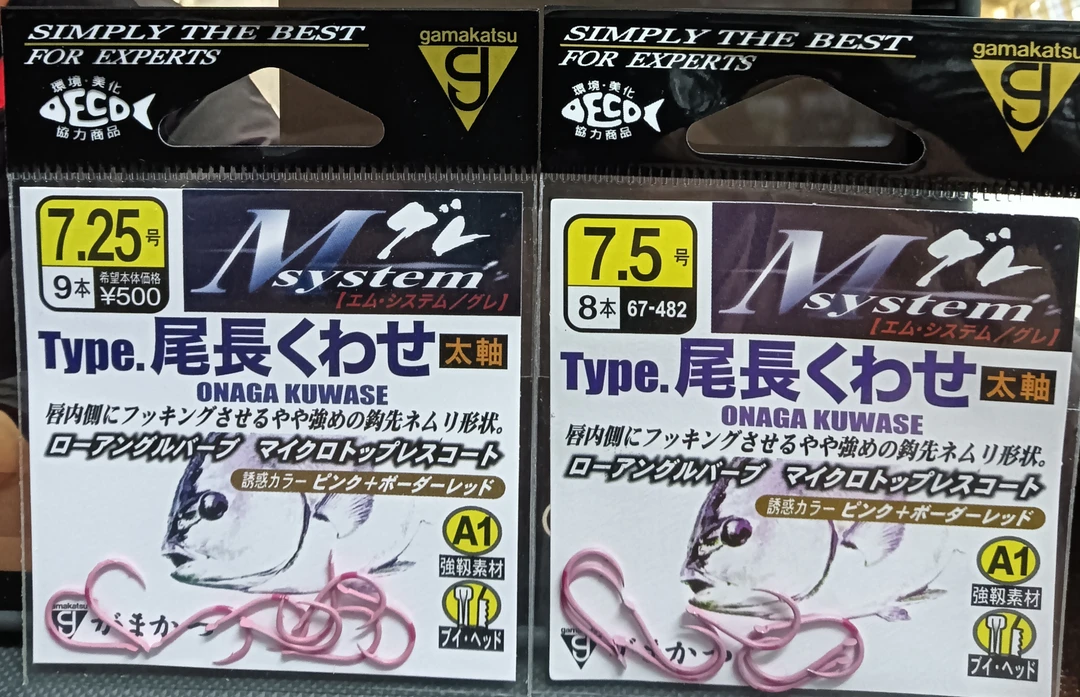 SIMPLY THE BEST
FOR EXPERTS
gamakatsu
g
環境・美化
ECO
協力商品
7.25号
9本 希望本体価格 ¥500
M system グレ
【エム・システム/グレ】
Type.尾長くわせ 太軸
ONAGA KUWASE
唇内側にフッキングさせるやや強めの鈎先ネムリ形状。
ローアングルバーブ マイクロトップレスコート
誘惑カラー ピンク+ボーダーレッド
A1
強靱素材
ブイ・ヘッド
がまかつ
SIMPLY THE BEST
FOR EXPERTS
gamakatsu
g
環境・美化
ECO
協力商品
7.5号
8本 67-482
M system グレ
【エム・システム/グレ】
Type.尾長くわせ 太軸
ONAGA KUWASE
唇内側にフッキングさせるやや強めの鈎先ネムリ形状。
ローアングルバーブ マイクロトップレスコート
誘惑カラー ピンク+ボーダーレッド
A1
強靱素材
ブイ・ヘッド